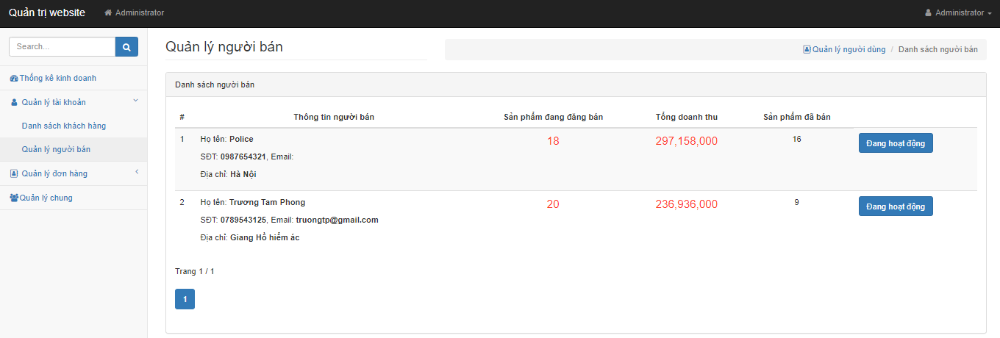 Quản trị website
Administrator
Administrator
Search...
Thống kê kinh doanh
Quản lý tài khoản
Danh sách khách hàng
Quản lý người bán
Quản lý đơn hàng
Quản lý chung
Quản lý người bán
Quản lý người dùng / Danh sách người bán
Danh sách người bán
# Thông tin người bán Sản phẩm đang đăng bán Tổng doanh thu Sản phẩm đã bán
1 Họ tên: Police 18 297,158,000 16 Đang hoạt động
SĐT: 0987654321, Email:
Địa chỉ: Hà Nội
2 Họ tên: Trương Tam Phong 20 236,936,000 9 Đang hoạt động
SĐT: 0789543125, Email: truongtp@gmail.com
Địa chỉ: Giang Hồ hiểm ác
Trang 1 / 1
1